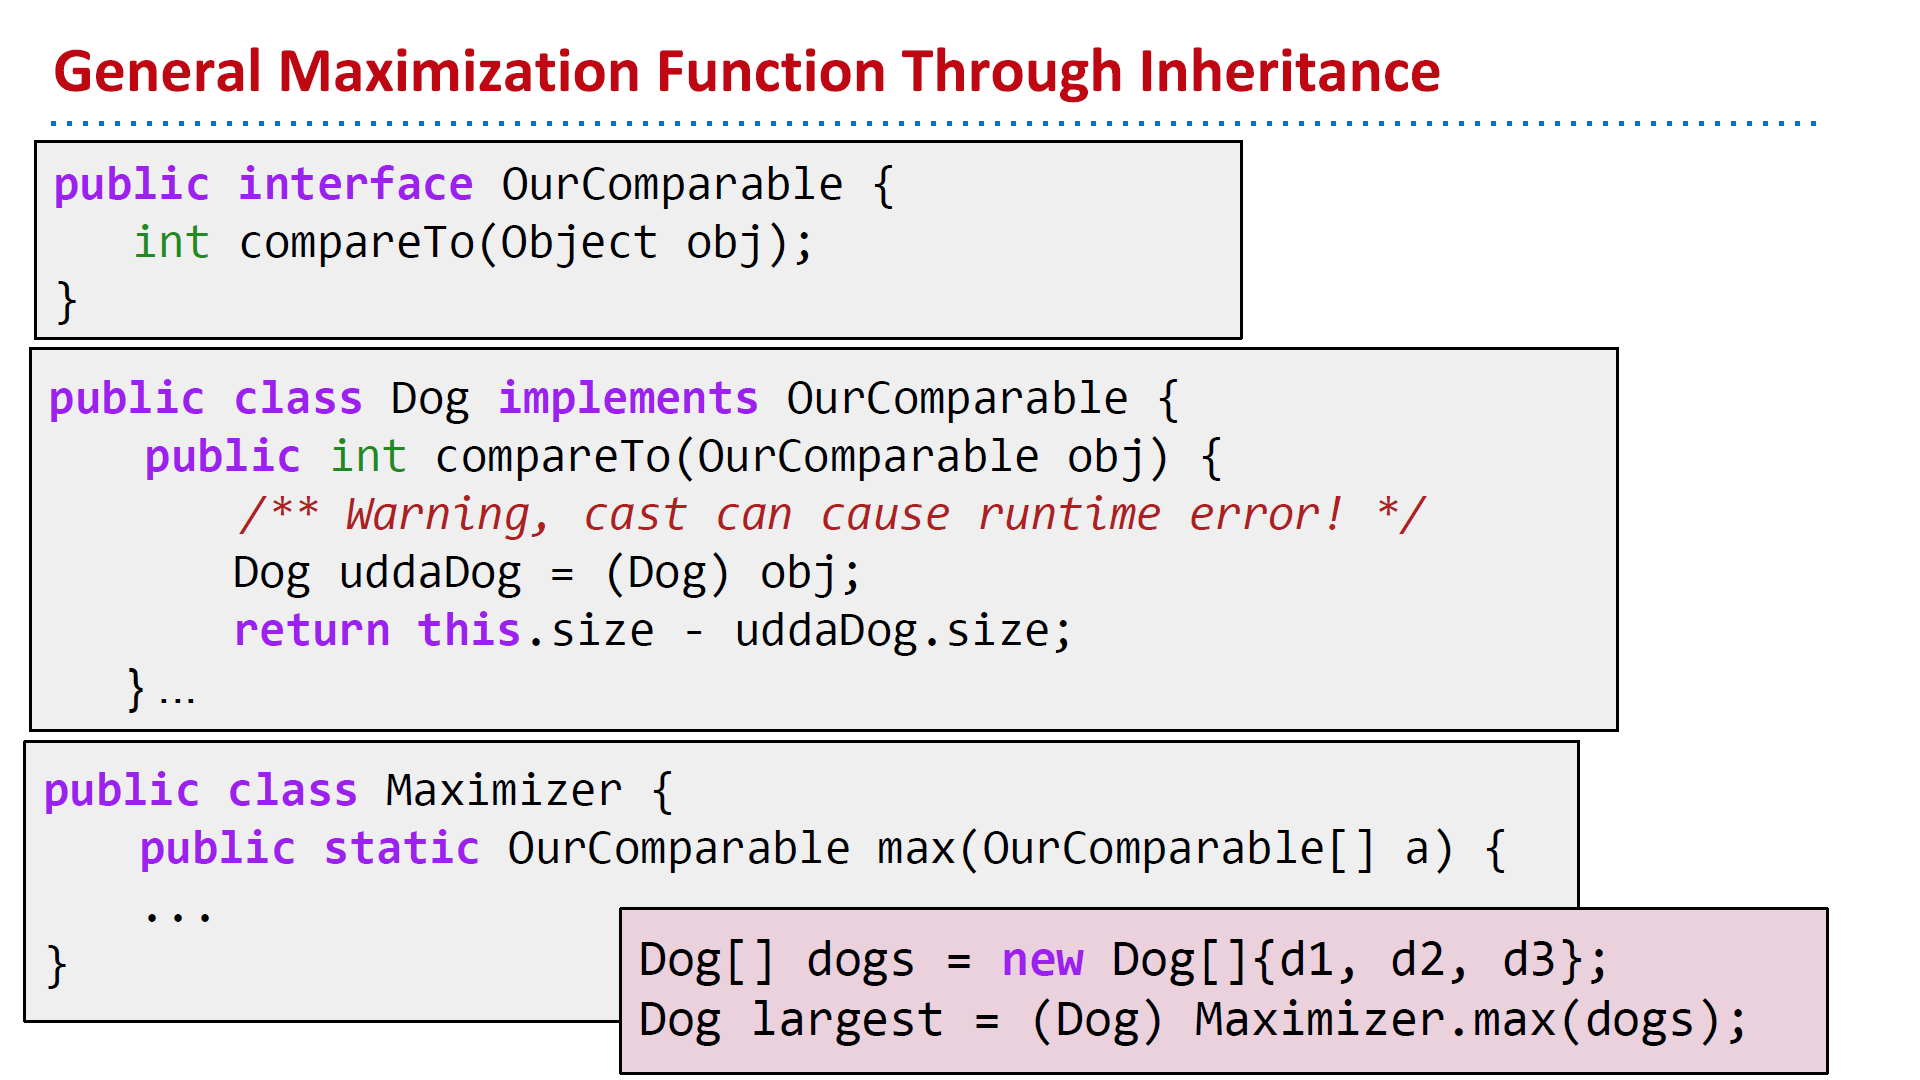 General Maximization Function Through Inheritance
public interface OurComparable {
int compareTo(Object obj);
}
public class Dog implements OurComparable {
public int compareTo(OurComparable obj) {
/** Warning, cast can cause runtime error! */
Dog uddaDog = (Dog) obj;
return this.size - uddaDog.size;
} ...
public class Maximizer {
public static OurComparable max(OurComparable[] a) {
...
}
Dog[] dogs = new Dog[]{d1, d2, d3};
Dog largest = (Dog) Maximizer.max(dogs);